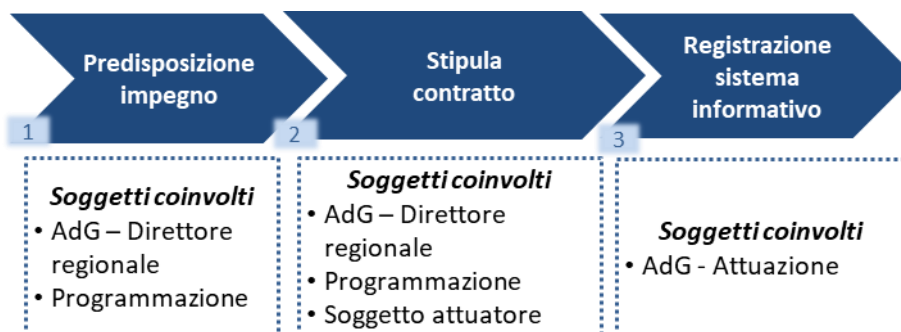 Predisposizione
impegno
1
Stipula
contratto
2
Registrazione
sistema
informativo
3
Soggetti coinvolti
• AdG – Direttore
regionale
• Programmazione
Soggetti coinvolti
• AdG – Direttore
regionale
• Programmazione
• Soggetto attuatore
Soggetti coinvolti
• AdG - Attuazione